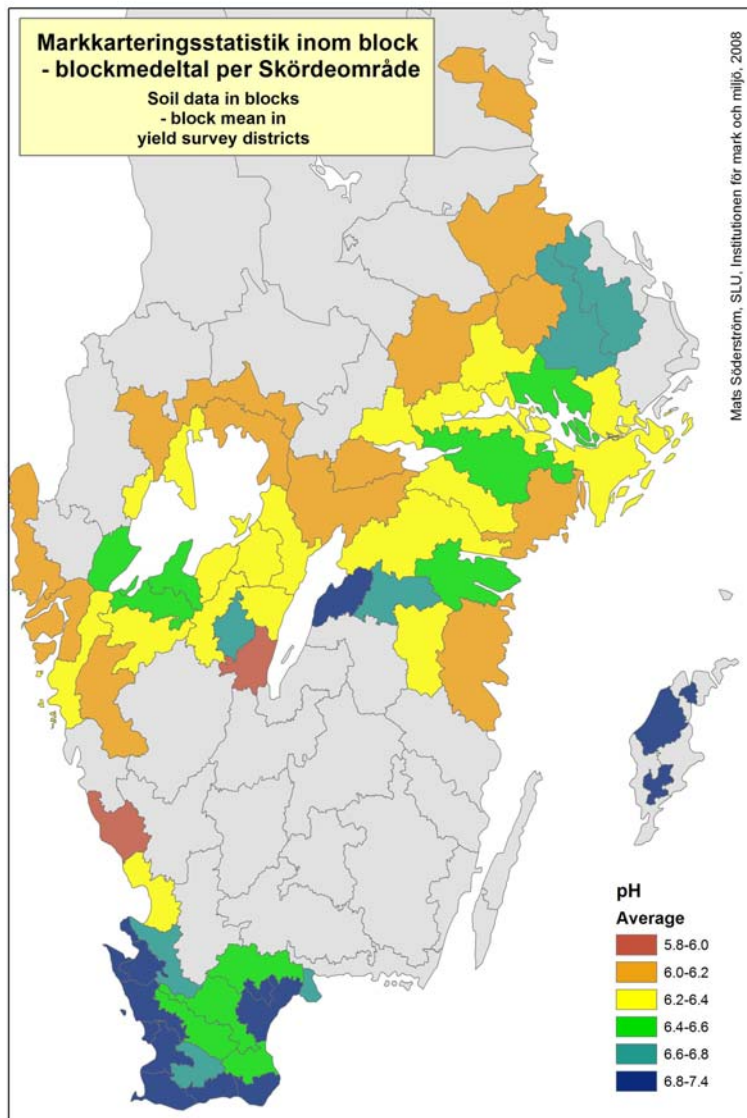 Markkarteringsstatistik inom block
- blockmedeltal per Skördeområde
Soil data in blocks
- block mean in
yield survey districts
Mats Söderström, SLU, Institutionen för mark och miljö, 2008
pH
Average
5.8-6.0
6.0-6.2
6.2-6.4
6.4-6.6
6.6-6.8
6.8-7.4